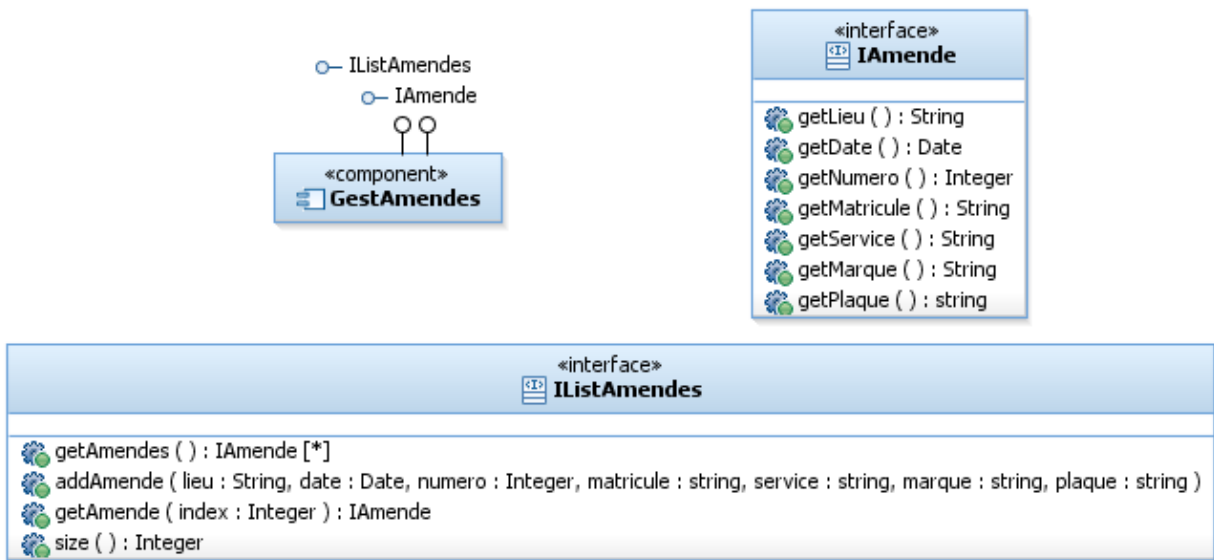 IListAmendes
IAmende
«component»
GestAmendes
«interface»
IAmende
getLieu ( ) : String
getDate ( ) : Date
getNumero ( ) : Integer
getMatricule ( ) : String
getService ( ) : String
getMarque ( ) : String
getPlaque ( ) : string
«interface»
IListAmendes
getAmendes ( ) : IAmende [*]
addAmende ( lieu : String, date : Date, numero : Integer, matricule : string, service : string, marque : string, plaque : string )
getAmende ( index : Integer ) : IAmende
size ( ) : Integer